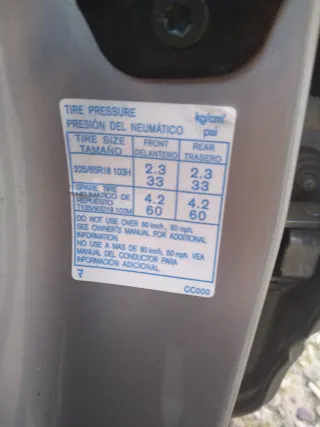 TIRE PRESSURE kg/cm²
PRESIÓN DEL NEUMÁTICO psi
TIRE SIZE FRONT REAR
TAMAÑO DELANTERO TRASERO
225/65R18 103H 2.3 2.3
33 33
SPARE TIRE
NEUMÁTICO DE 4.2 4.2
REPUESTO 60 60
DO NOT USE OVER 80 km/h, 50 mph.
SEE OWNER'S MANUAL FOR ADDITIONAL
INFORMATION.
NO USE A MAS DE 80 km/h, 50 mph. VEA
MANUAL DEL CONDUCTOR PARA
INFORMACIÓN ADICIONAL.
CC000